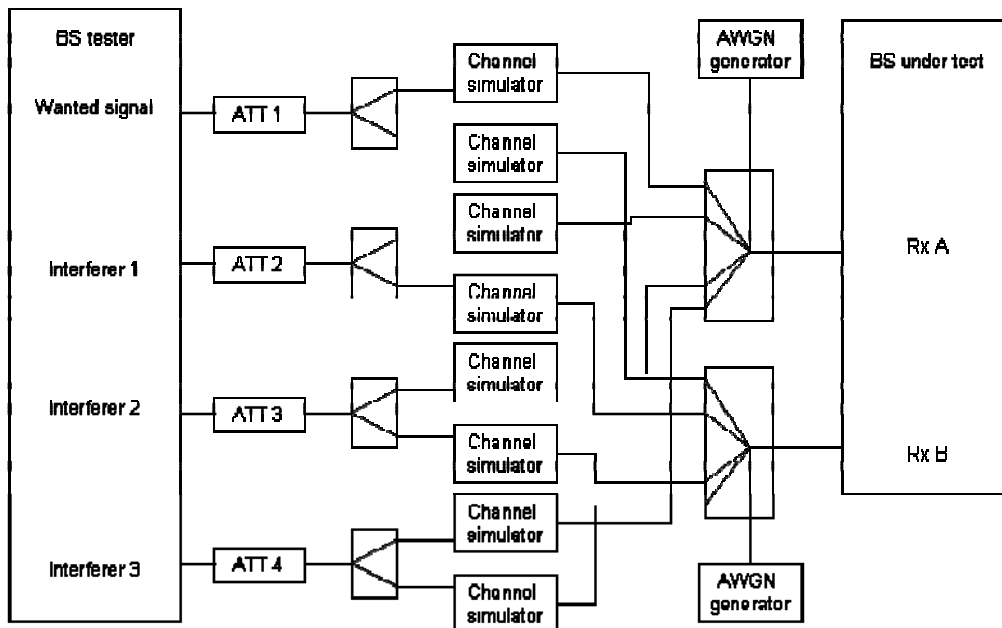 BS tester
Wanted signal
Interferer 1
Interferer 2
Interferer 3
ATT 1
ATT 2
ATT 3
ATT 4
Channel
simulator
Channel
simulator
Channel
simulator
Channel
simulator
Channel
simulator
Channel
simulator
Channel
simulator
Channel
simulator
AWGN
generator
AWGN
generator
BS under test
Rx A
Rx B